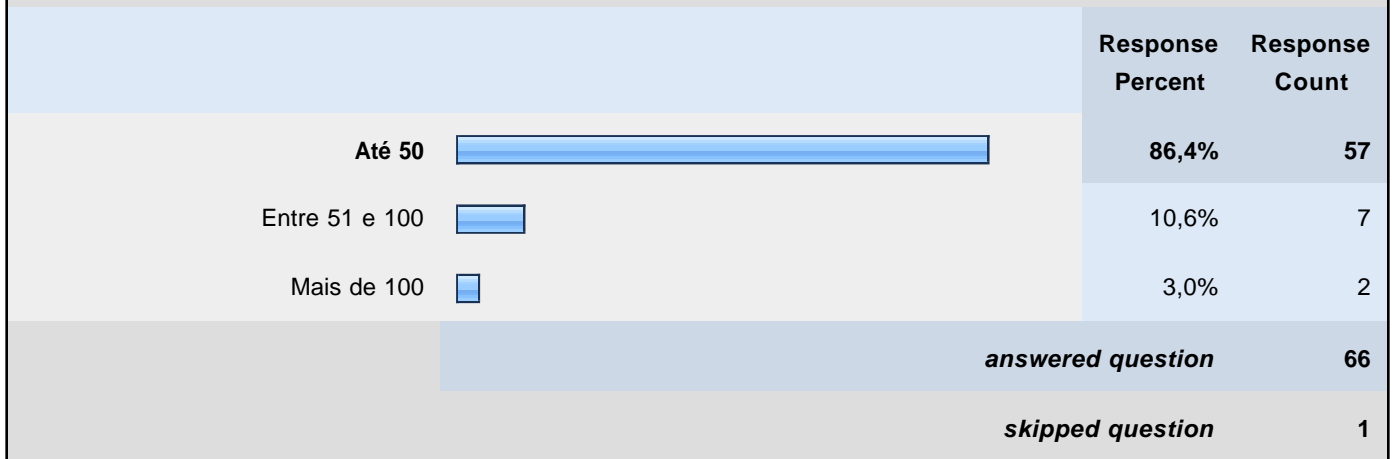 Response Percent Response Count
Até 50 86,4% 57
Entre 51 e 100 10,6% 7
Mais de 100 3,0% 2
answered question 66
skipped question 1